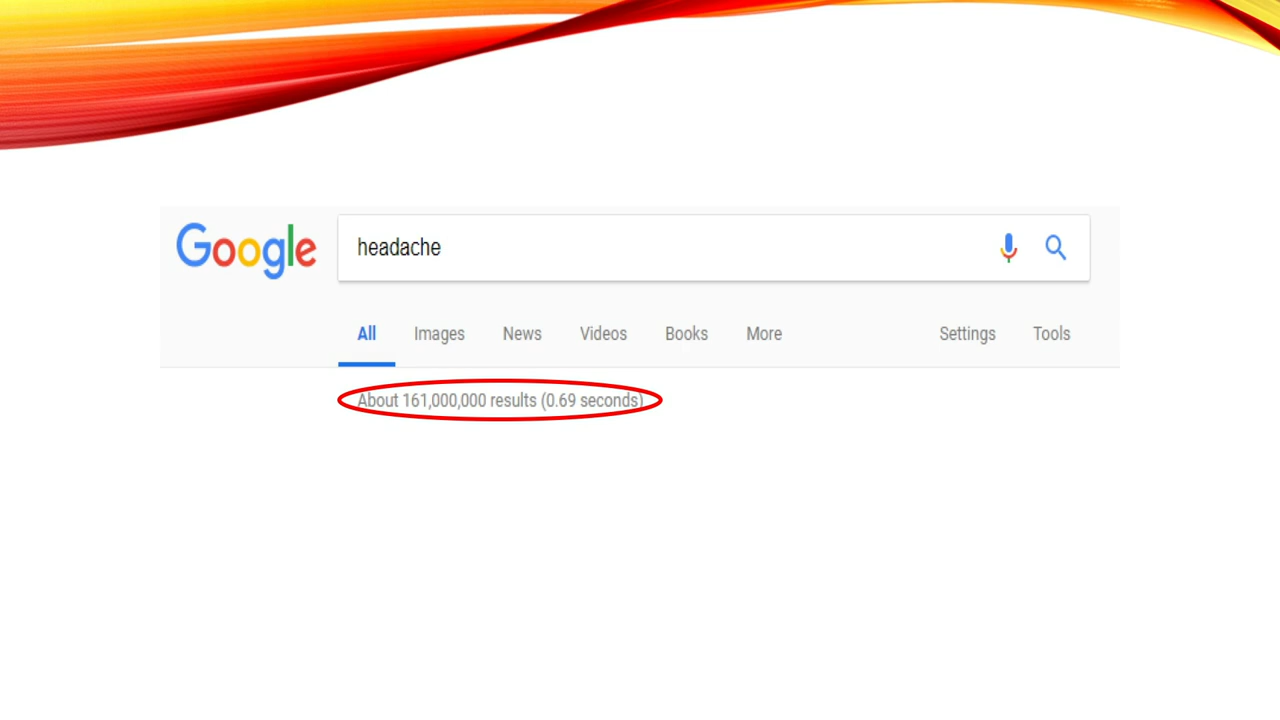 Google headache
All Images News Videos Books More Settings Tools
About 161,000,000 results (0.69 seconds)